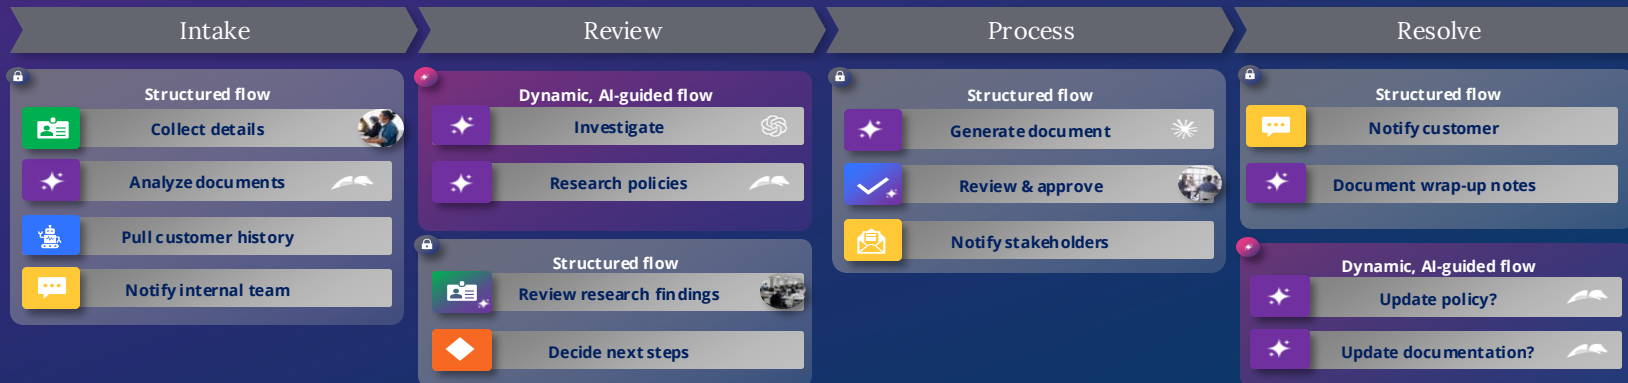 Intake
Review
Process
Resolve
Structured flow
Collect details
Analyze documents
Pull customer history
Notify internal team
Dynamic, AI-guided flow
Investigate
Research policies
Structured flow
Review research findings
Decide next steps
Structured flow
Generate document
Review & approve
Notify stakeholders
Structured flow
Notify customer
Document wrap-up notes
Dynamic, AI-guided flow
Update policy?
Update documentation?